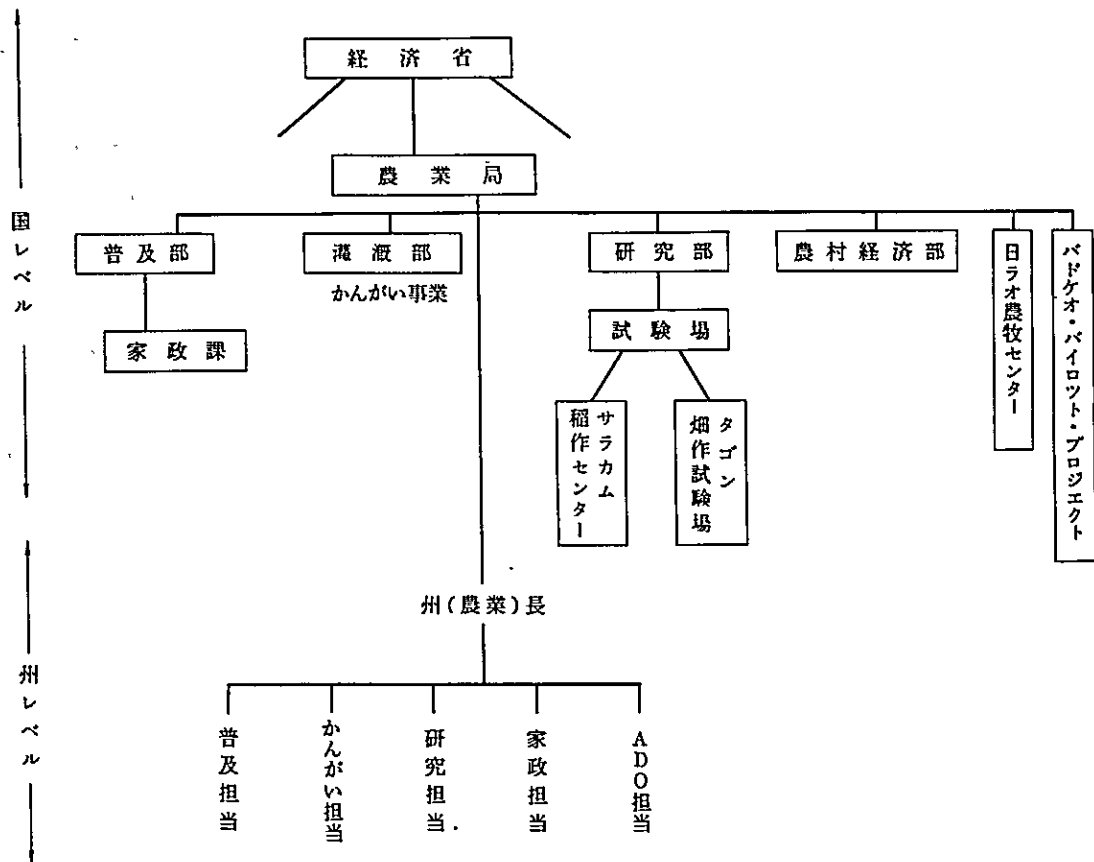 経済省
農業局
国レベル
普及部
灌漑部
研究部
農村経済部
日ラオ農牧センター
パドケオ・パイロット・プロジエクト
かんがい事業
家政課
試験場
サラカム
稲作センター
タゴン
畑作試験場
州(農業)長
州レベル
普及担当
かんがい担当
研究担当
家政担当
ADO担当